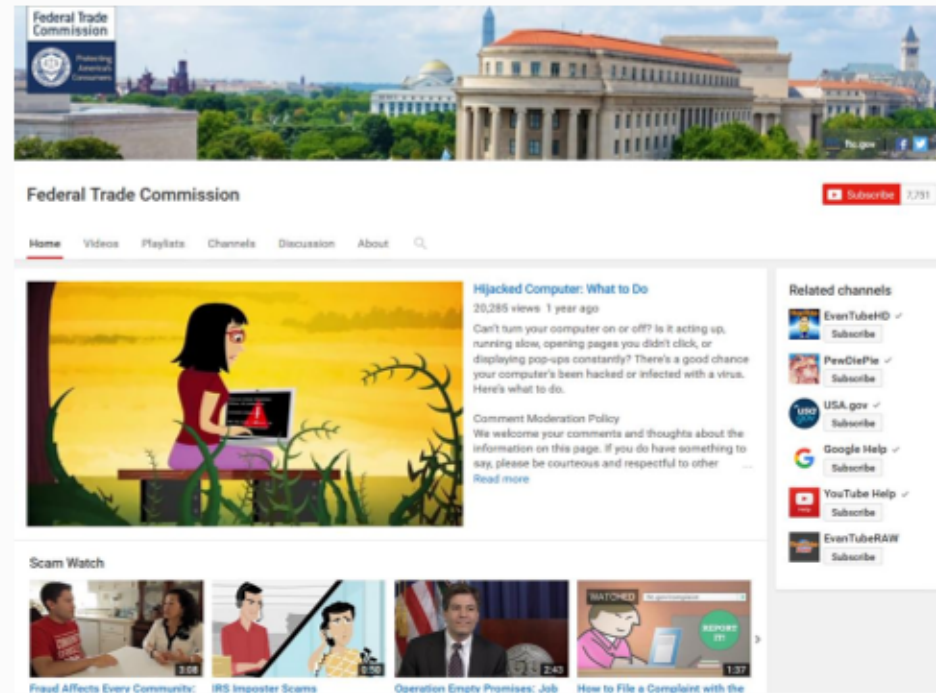 Federal Trade
Commission
Protecting
America's
Consumers
ftc.gov
Federal Trade Commission
Subscribe 7,751
Home Videos Playlists Channels Discussion About
Hijacked Computer: What to Do
20,285 views 1 year ago
Can't turn your computer on or off? Is it acting up,
running slow, opening pages you didn't click, or
displaying pop-ups constantly? There's a good chance
your computer's been hacked or infected with a virus.
Here's what to do.
Comment Moderation Policy
We welcome your comments and thoughts about the
information on this page. If you do have something to
say, please be courteous and respectful to other ...
Read more
Related channels
EvanTubeHD
Subscribe
PewDiePie
Subscribe
USA.gov
Subscribe
Google Help
Subscribe
YouTube Help
Subscribe
EvanTubeRAW
Subscribe
Scam Watch
WATCHED
REPORT
IT!
3:08
0:50
2:43
1:37
Fraud Affects Every Community:
IRS Imposter Scams
Operation Empty Promises: Job
How to File a Complaint with the